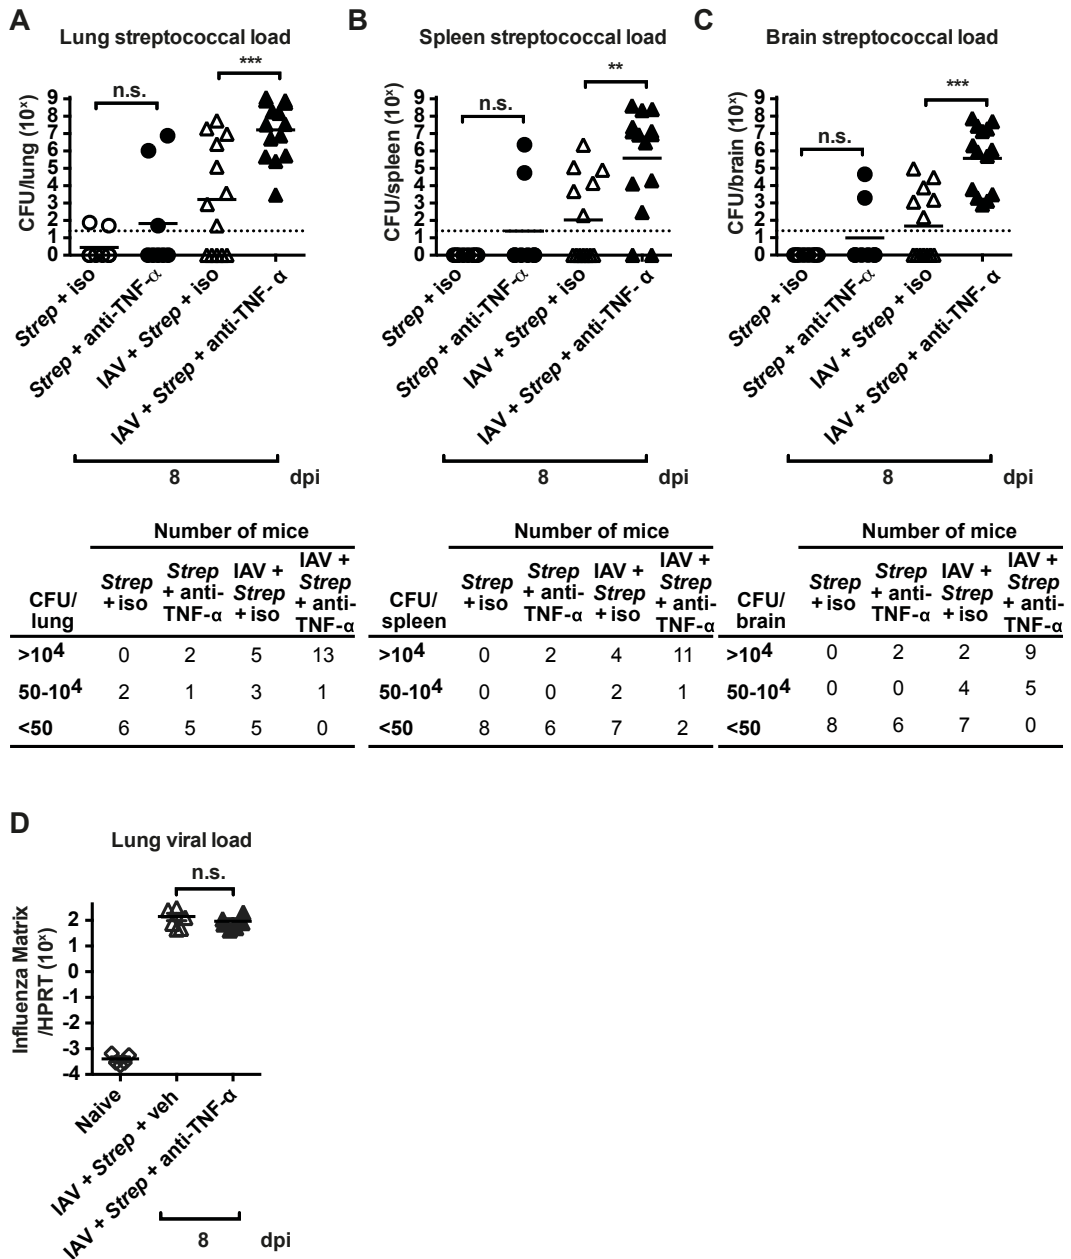 A
Lung streptococcal load
***
n.s.
CFU/lung (10ˣ)
9
8
7
6
5
4
3
2
1
0
Strep + iso
Strep + anti-TNF-α
IAV + Strep + iso
IAV + Strep + anti-TNF- α
8
dpi
B
Spleen streptococcal load
**
n.s.
CFU/spleen (10ˣ)
9
8
7
6
5
4
3
2
1
0
Strep + iso
Strep + anti-TNF-α
IAV + Strep + iso
IAV + Strep + anti-TNF- α
8
dpi
C
Brain streptococcal load
***
n.s.
CFU/brain (10ˣ)
9
8
7
6
5
4
3
2
1
0
Strep + iso
Strep + anti-TNF-α
IAV + Strep + iso
IAV + Strep + anti-TNF- α
8
dpi
Number of mice
CFU/
lung
Strep
+ iso
Strep
+ anti-
TNF-α
IAV +
Strep
+ iso
IAV +
Strep
+ anti-
TNF-α
>10⁴ 0 2 5 13
50-10⁴ 2 1 3 1
<50 6 5 5 0
Number of mice
CFU/
spleen
Strep
+ iso
Strep
+ anti-
TNF-α
IAV +
Strep
+ iso
IAV +
Strep
+ anti-
TNF-α
>10⁴ 0 2 4 11
50-10⁴ 0 0 2 1
<50 8 6 7 2
Number of mice
CFU/
brain
Strep
+ iso
Strep
+ anti-
TNF-α
IAV +
Strep
+ iso
IAV +
Strep
+ anti-
TNF-α
>10⁴ 0 2 2 9
50-10⁴ 0 0 4 5
<50 8 6 7 0
D
Lung viral load
n.s.
Influenza Matrix
/HPRT (10ˣ)
2
1
0
-1
-2
-3
-4
Naive
IAV + Strep + veh
IAV + Strep + anti-TNF-α
8
dpi